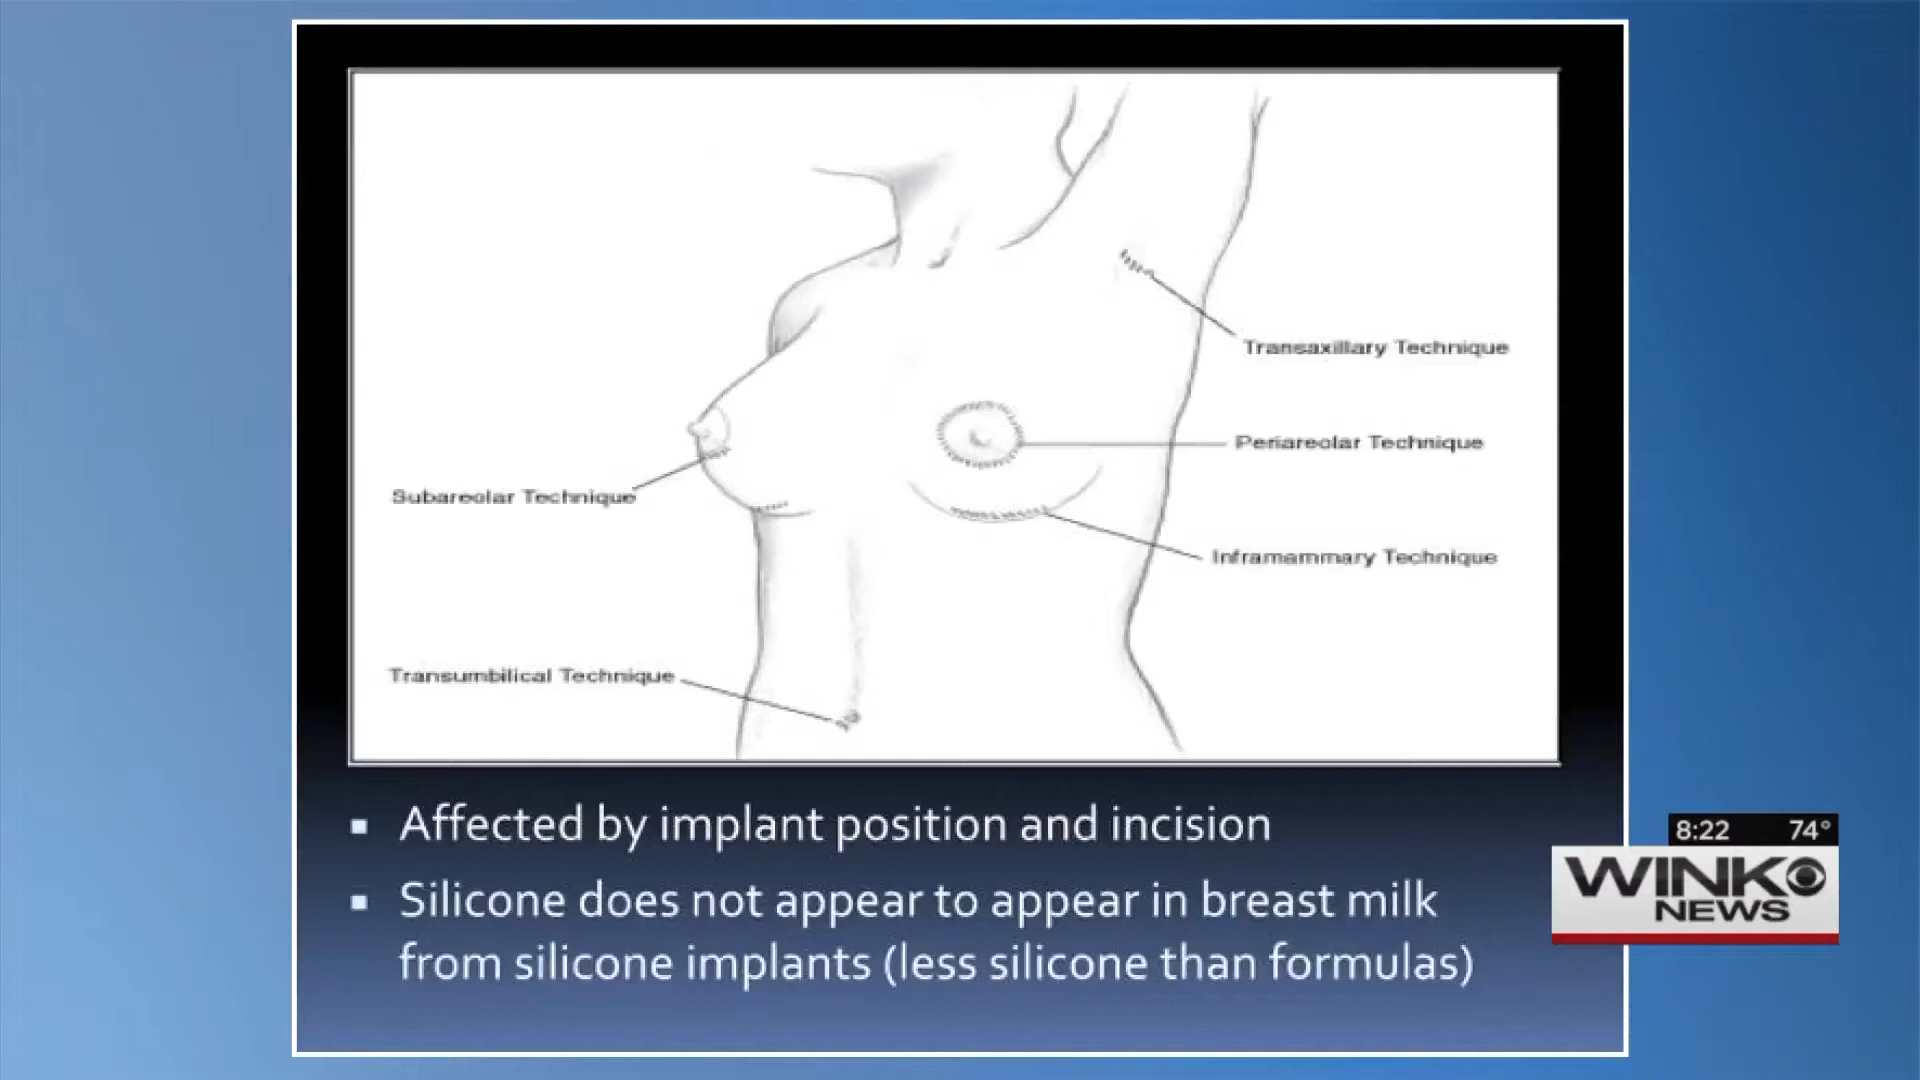 Transaxillary Technique
Periareolar Technique
Subareolar Technique
Inframammary Technique
Transumbilical Technique
Affected by implant position and incision
Silicone does not appear to appear in breast milk
from silicone implants (less silicone than formulas)
8:22 74°
WINK
NEWS